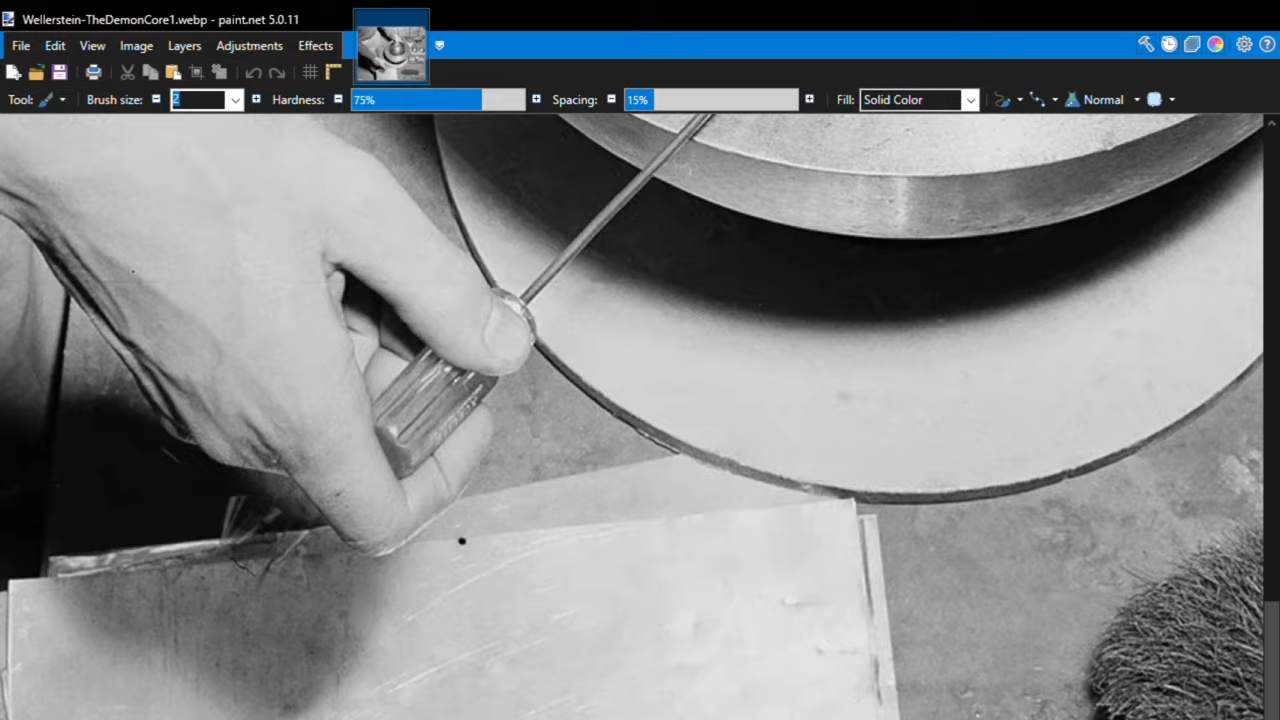 Wellerstein-TheDemonCore1.webp - paint.net 5.0.11
File Edit View Image Layers Adjustments Effects
Tool: Brush size: 2 Hardness: 75% Spacing: 15% Fill: Solid Color Normal